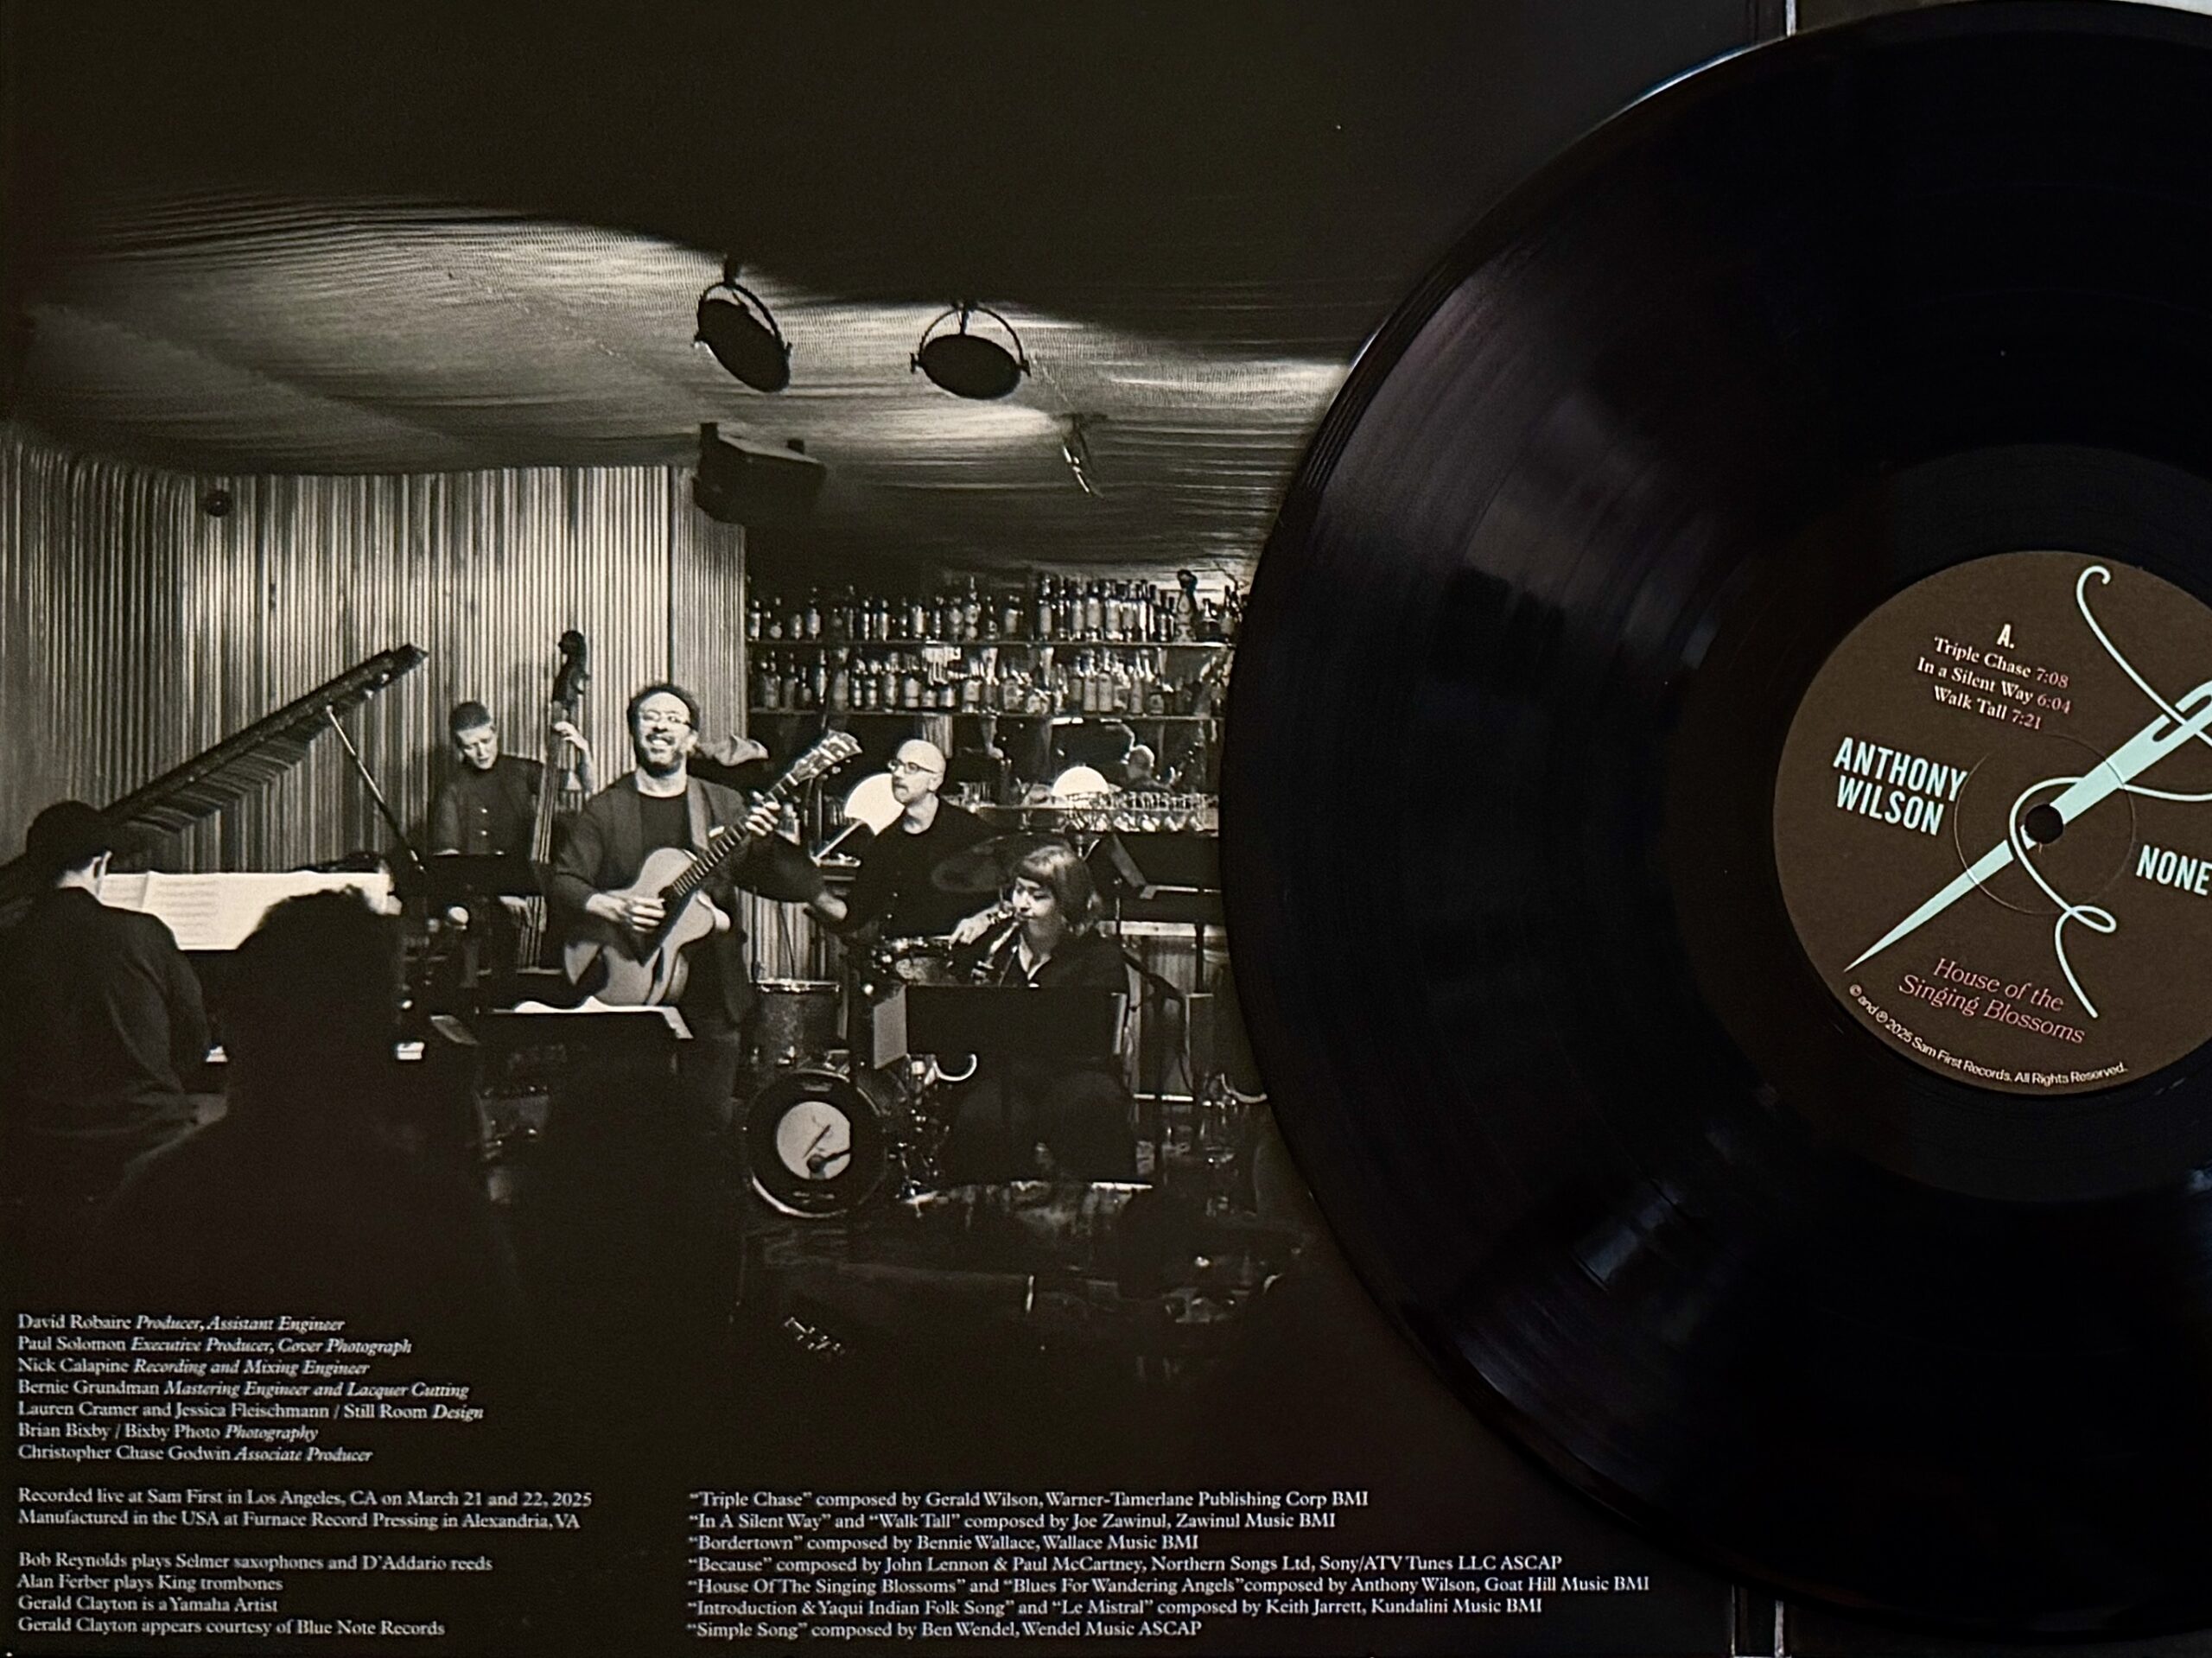 A.
Triple Chase 7:08
In a Silent Way 6:04
Walk Tall 7:21
ANTHONY
WILSON
NONE
House of the
Singing Blossoms
© and ℗ 2025 Sam First Records. All Rights Reserved.
David Robaire Producer, Assistant Engineer
Paul Solomon Executive Producer, Cover Photograph
Nick Calapine Recording and Mixing Engineer
Bernie Grundman Mastering Engineer and Lacquer Cutting
Lauren Cramer and Jessica Fleischmann / Still Room Design
Brian Bixby / Bixby Photo Photography
Christopher Chase Godwin Associate Producer
Recorded live at Sam First in Los Angeles, CA on March 21 and 22, 2025
Manufactured in the USA at Furnace Record Pressing in Alexandria, VA
Bob Reynolds plays Selmer saxophones and D'Addario reeds
Alan Ferber plays King trombones
Gerald Clayton is a Yamaha Artist
Gerald Clayton appears courtesy of Blue Note Records
“Triple Chase” composed by Gerald Wilson, Warner-Tamerlane Publishing Corp BMI
“In A Silent Way” and “Walk Tall” composed by Joe Zawinul, Zawinul Music BMI
“Bordertown” composed by Bennie Wallace, Wallace Music BMI
“Because” composed by John Lennon & Paul McCartney, Northern Songs Ltd, Sony/ATV Tunes LLC ASCAP
“House Of The Singing Blossoms” and “Blues For Wandering Angels”composed by Anthony Wilson, Goat Hill Music BMI
“Introduction & Yaqui Indian Folk Song” and “Le Mistral” composed by Keith Jarrett, Kundalini Music BMI
“Simple Song” composed by Ben Wendel, Wendel Music ASCAP